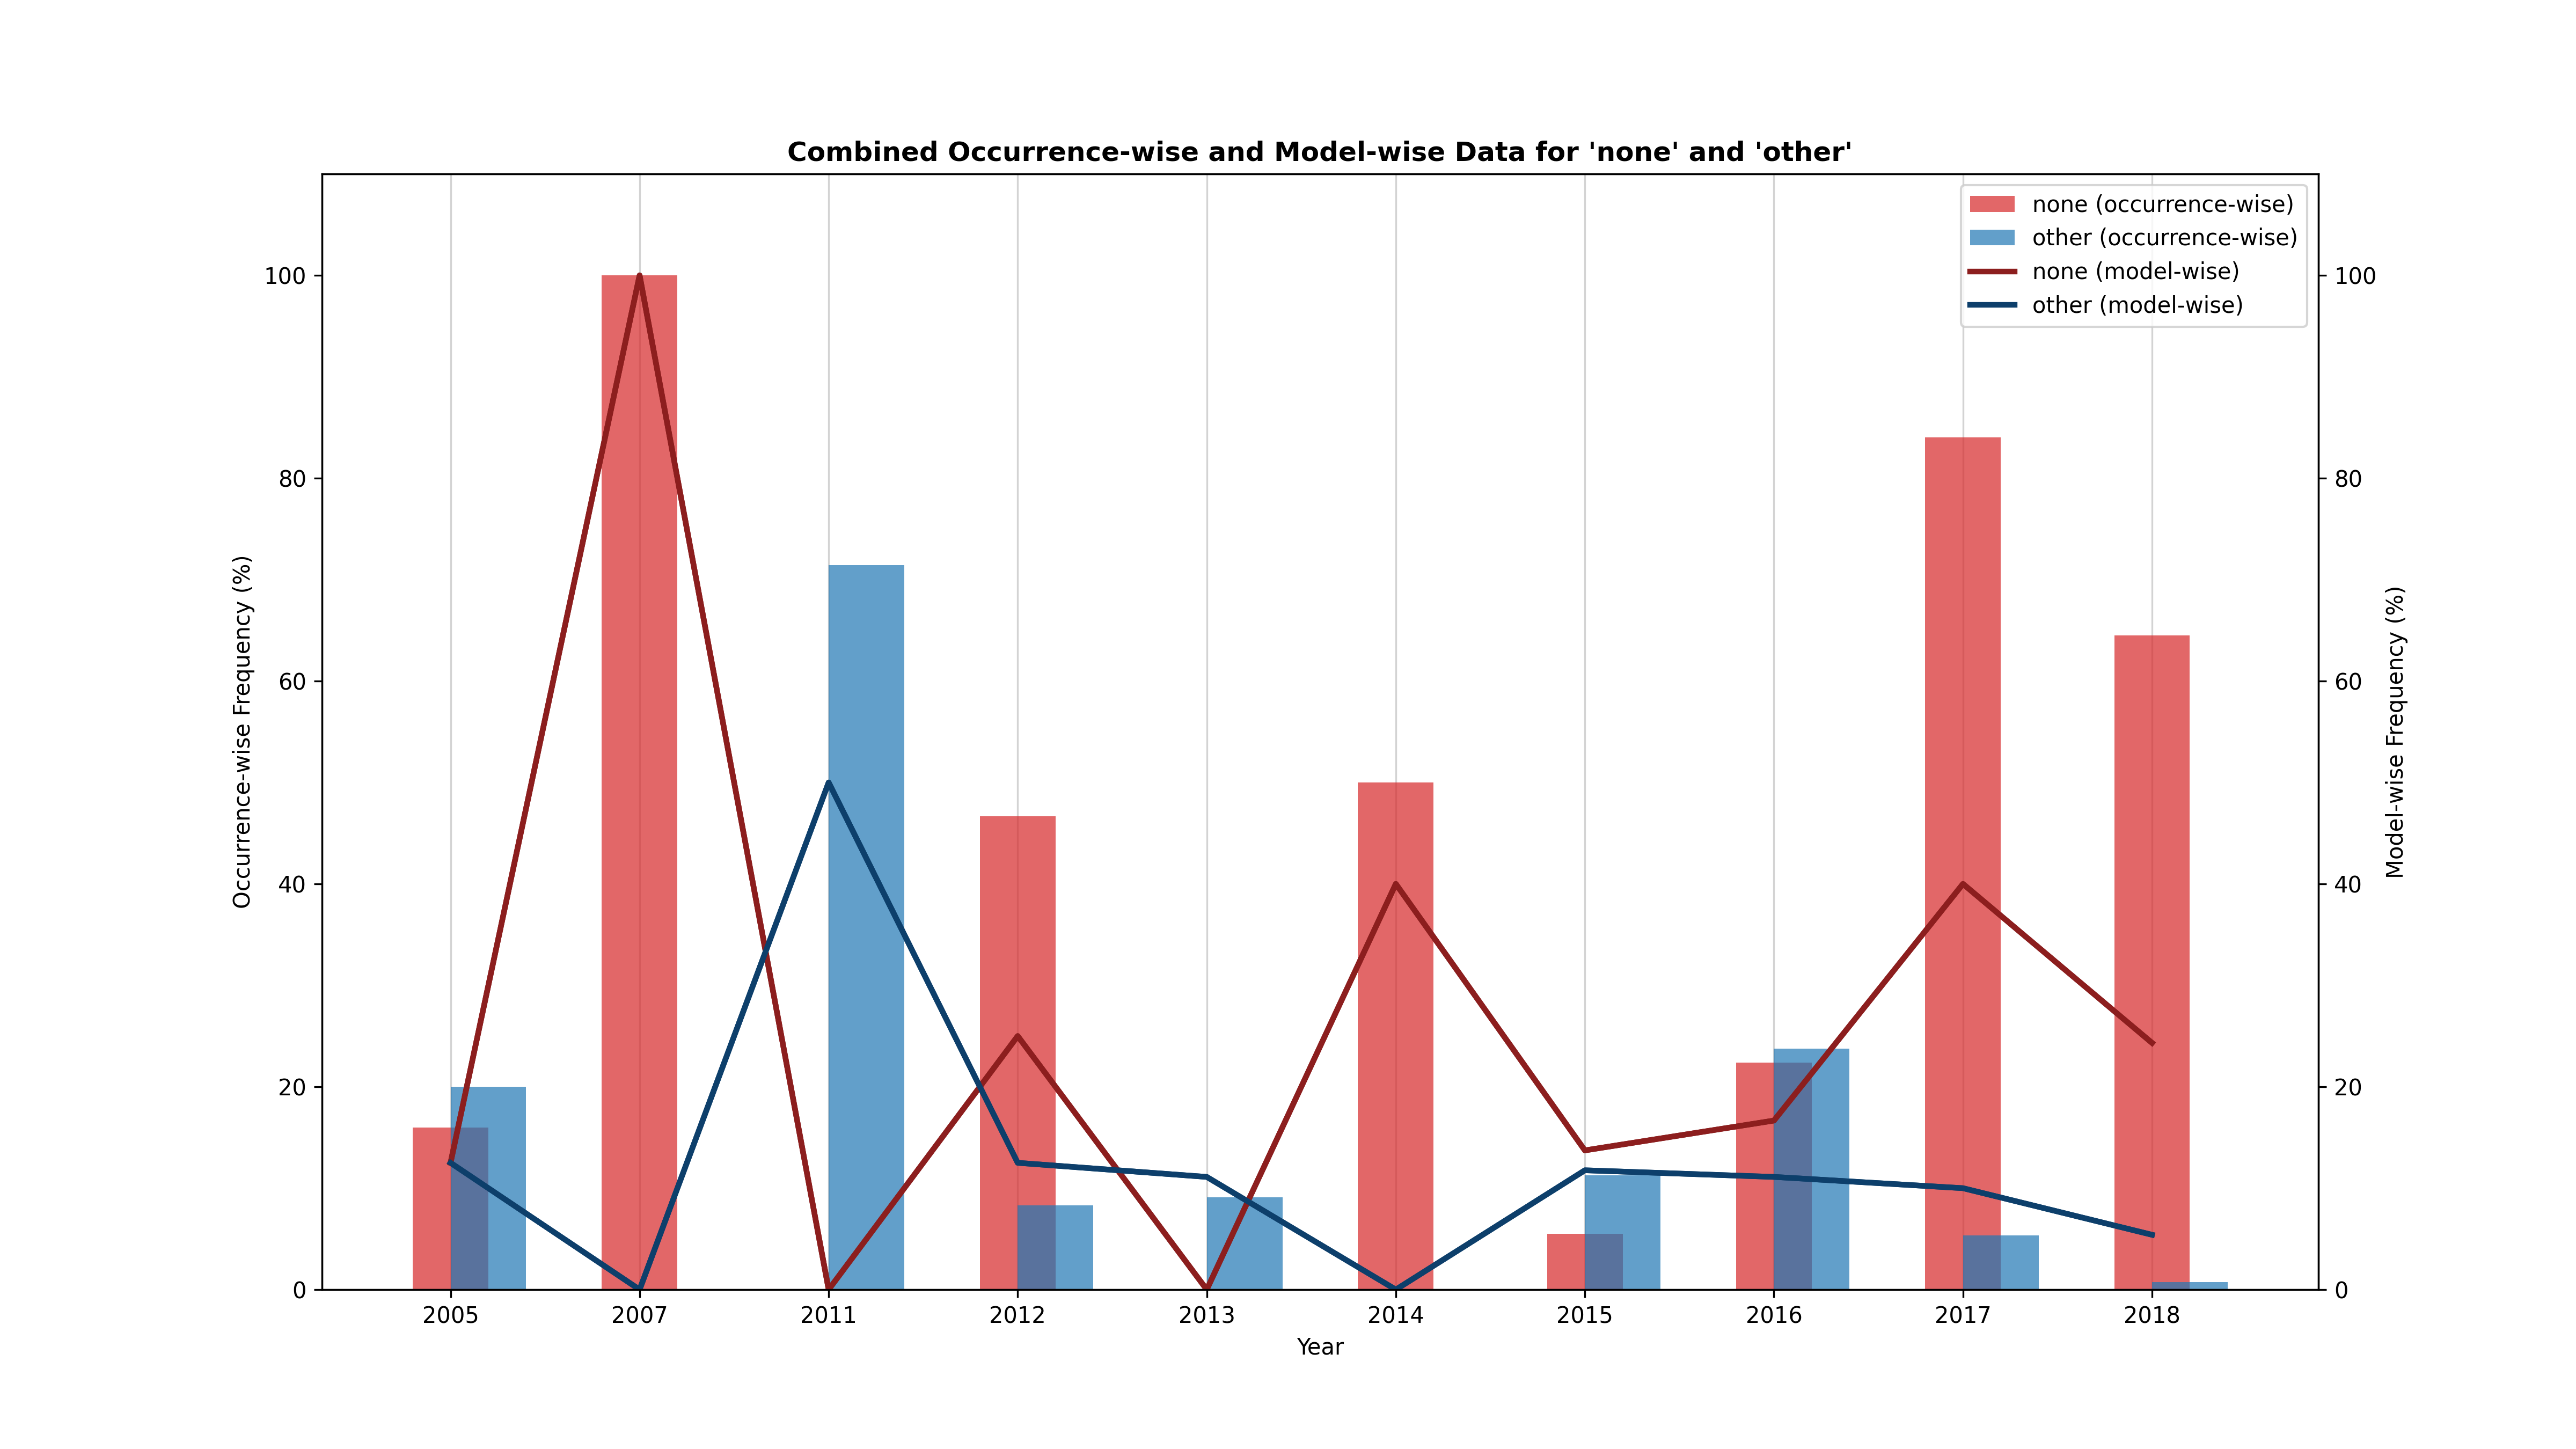 Combined Occurrence-wise and Model-wise Data for 'none' and 'other'
none (occurrence-wise)
other (occurrence-wise)
none (model-wise)
other (model-wise)
Occurrence-wise Frequency (%)
100
80
60
40
20
0
Model-wise Frequency (%)
100
80
60
40
20
0
2005 2007 2011 2012 2013 2014 2015 2016 2017 2018
Year